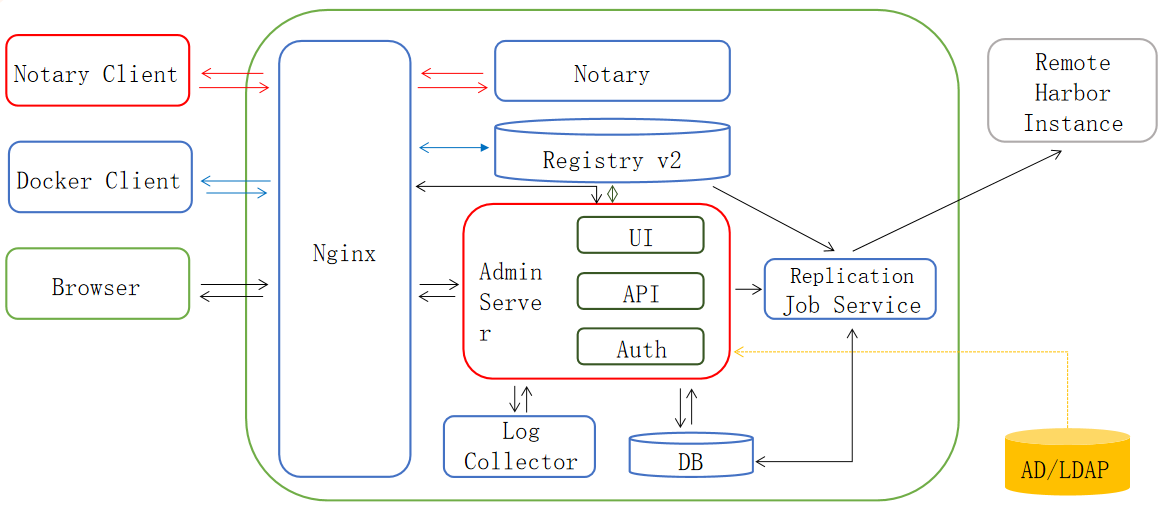 Notary Client
Docker Client
Browser
Nginx
Notary
Registry v2
Admin
Serve
r
UI
API
Auth
Log
Collector
DB
Replication
Job Service
Remote
Harbor
Instance
AD/LDAP